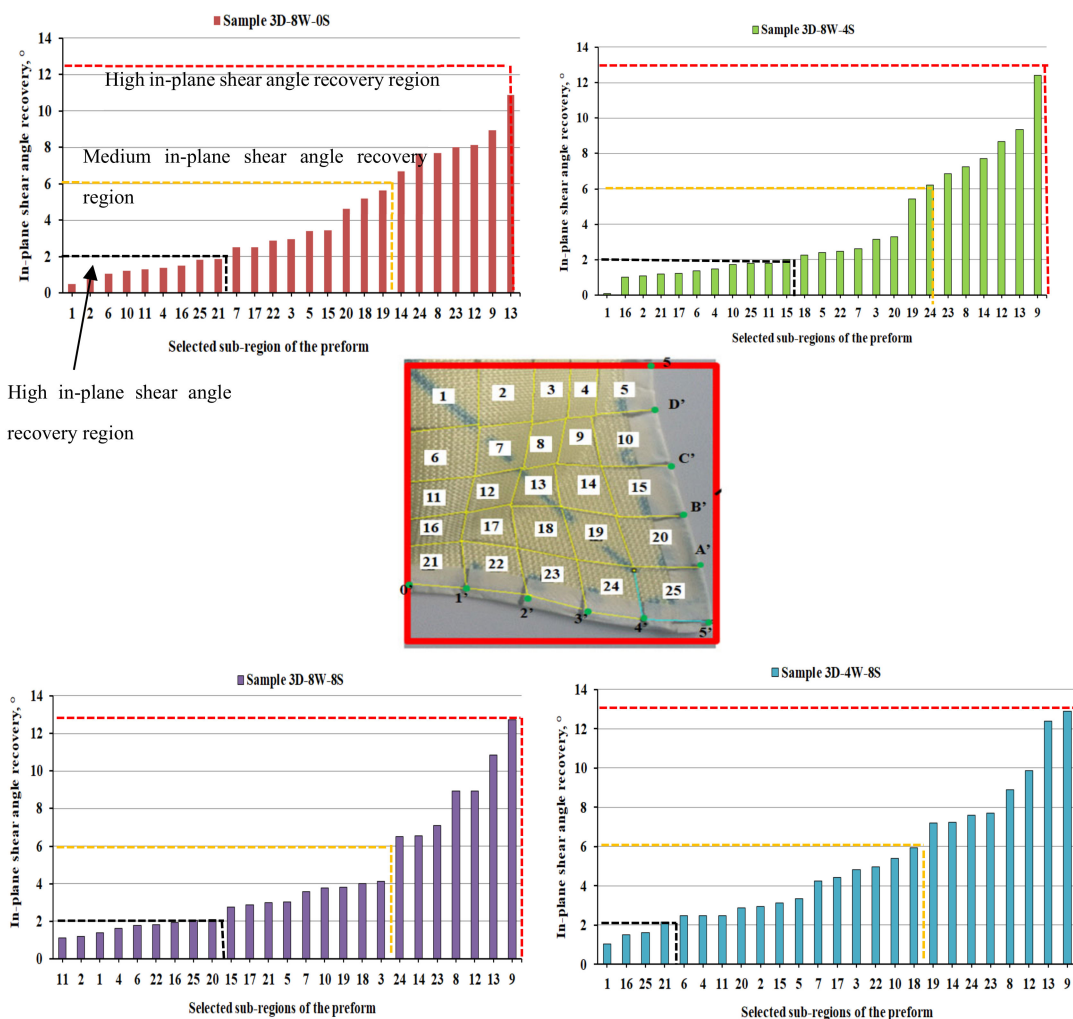 Sample 3D-8W-0S
In-plane shear angle recovery, °
14
12
10
8
6
4
2
0
High in-plane shear angle recovery region
Medium in-plane shear angle recovery
region
1 2 6 10 11 4 16 25 21 7 17 22 3 5 15 20 18 19 14 24 8 23 12 9 13
Selected sub-region of the preform
High in-plane shear angle
recovery region
Sample 3D-8W-4S
In-plane shear angle recovery, °
14
12
10
8
6
4
2
0
1 16 2 21 17 6 4 10 25 11 15 18 5 22 7 3 20 19 24 23 8 14 12 13 9
Selected sub-regions of the preform
5
1 2 3 4 5
D’
6 7 8 9 10
C’
11 12 13 14 15
B’
16 17 18 19 20
A’
21 22 23 24 25
0’ 1’ 2’ 3’ 4’ 5’
Sample 3D-8W-8S
In-plane shear angle recovery, °
14
12
10
8
6
4
2
0
11 2 1 4 6 22 16 25 20 15 17 21 5 7 10 19 18 3 24 14 23 8 12 13 9
Selected sub-regions of the preform
Sample 3D-4W-8S
In-plane shear angle recovery, °
14
12
10
8
6
4
2
0
1 16 25 21 6 4 11 20 2 15 5 7 17 3 22 10 18 19 14 24 23 8 12 13 9
Selected sub-regions of the preform